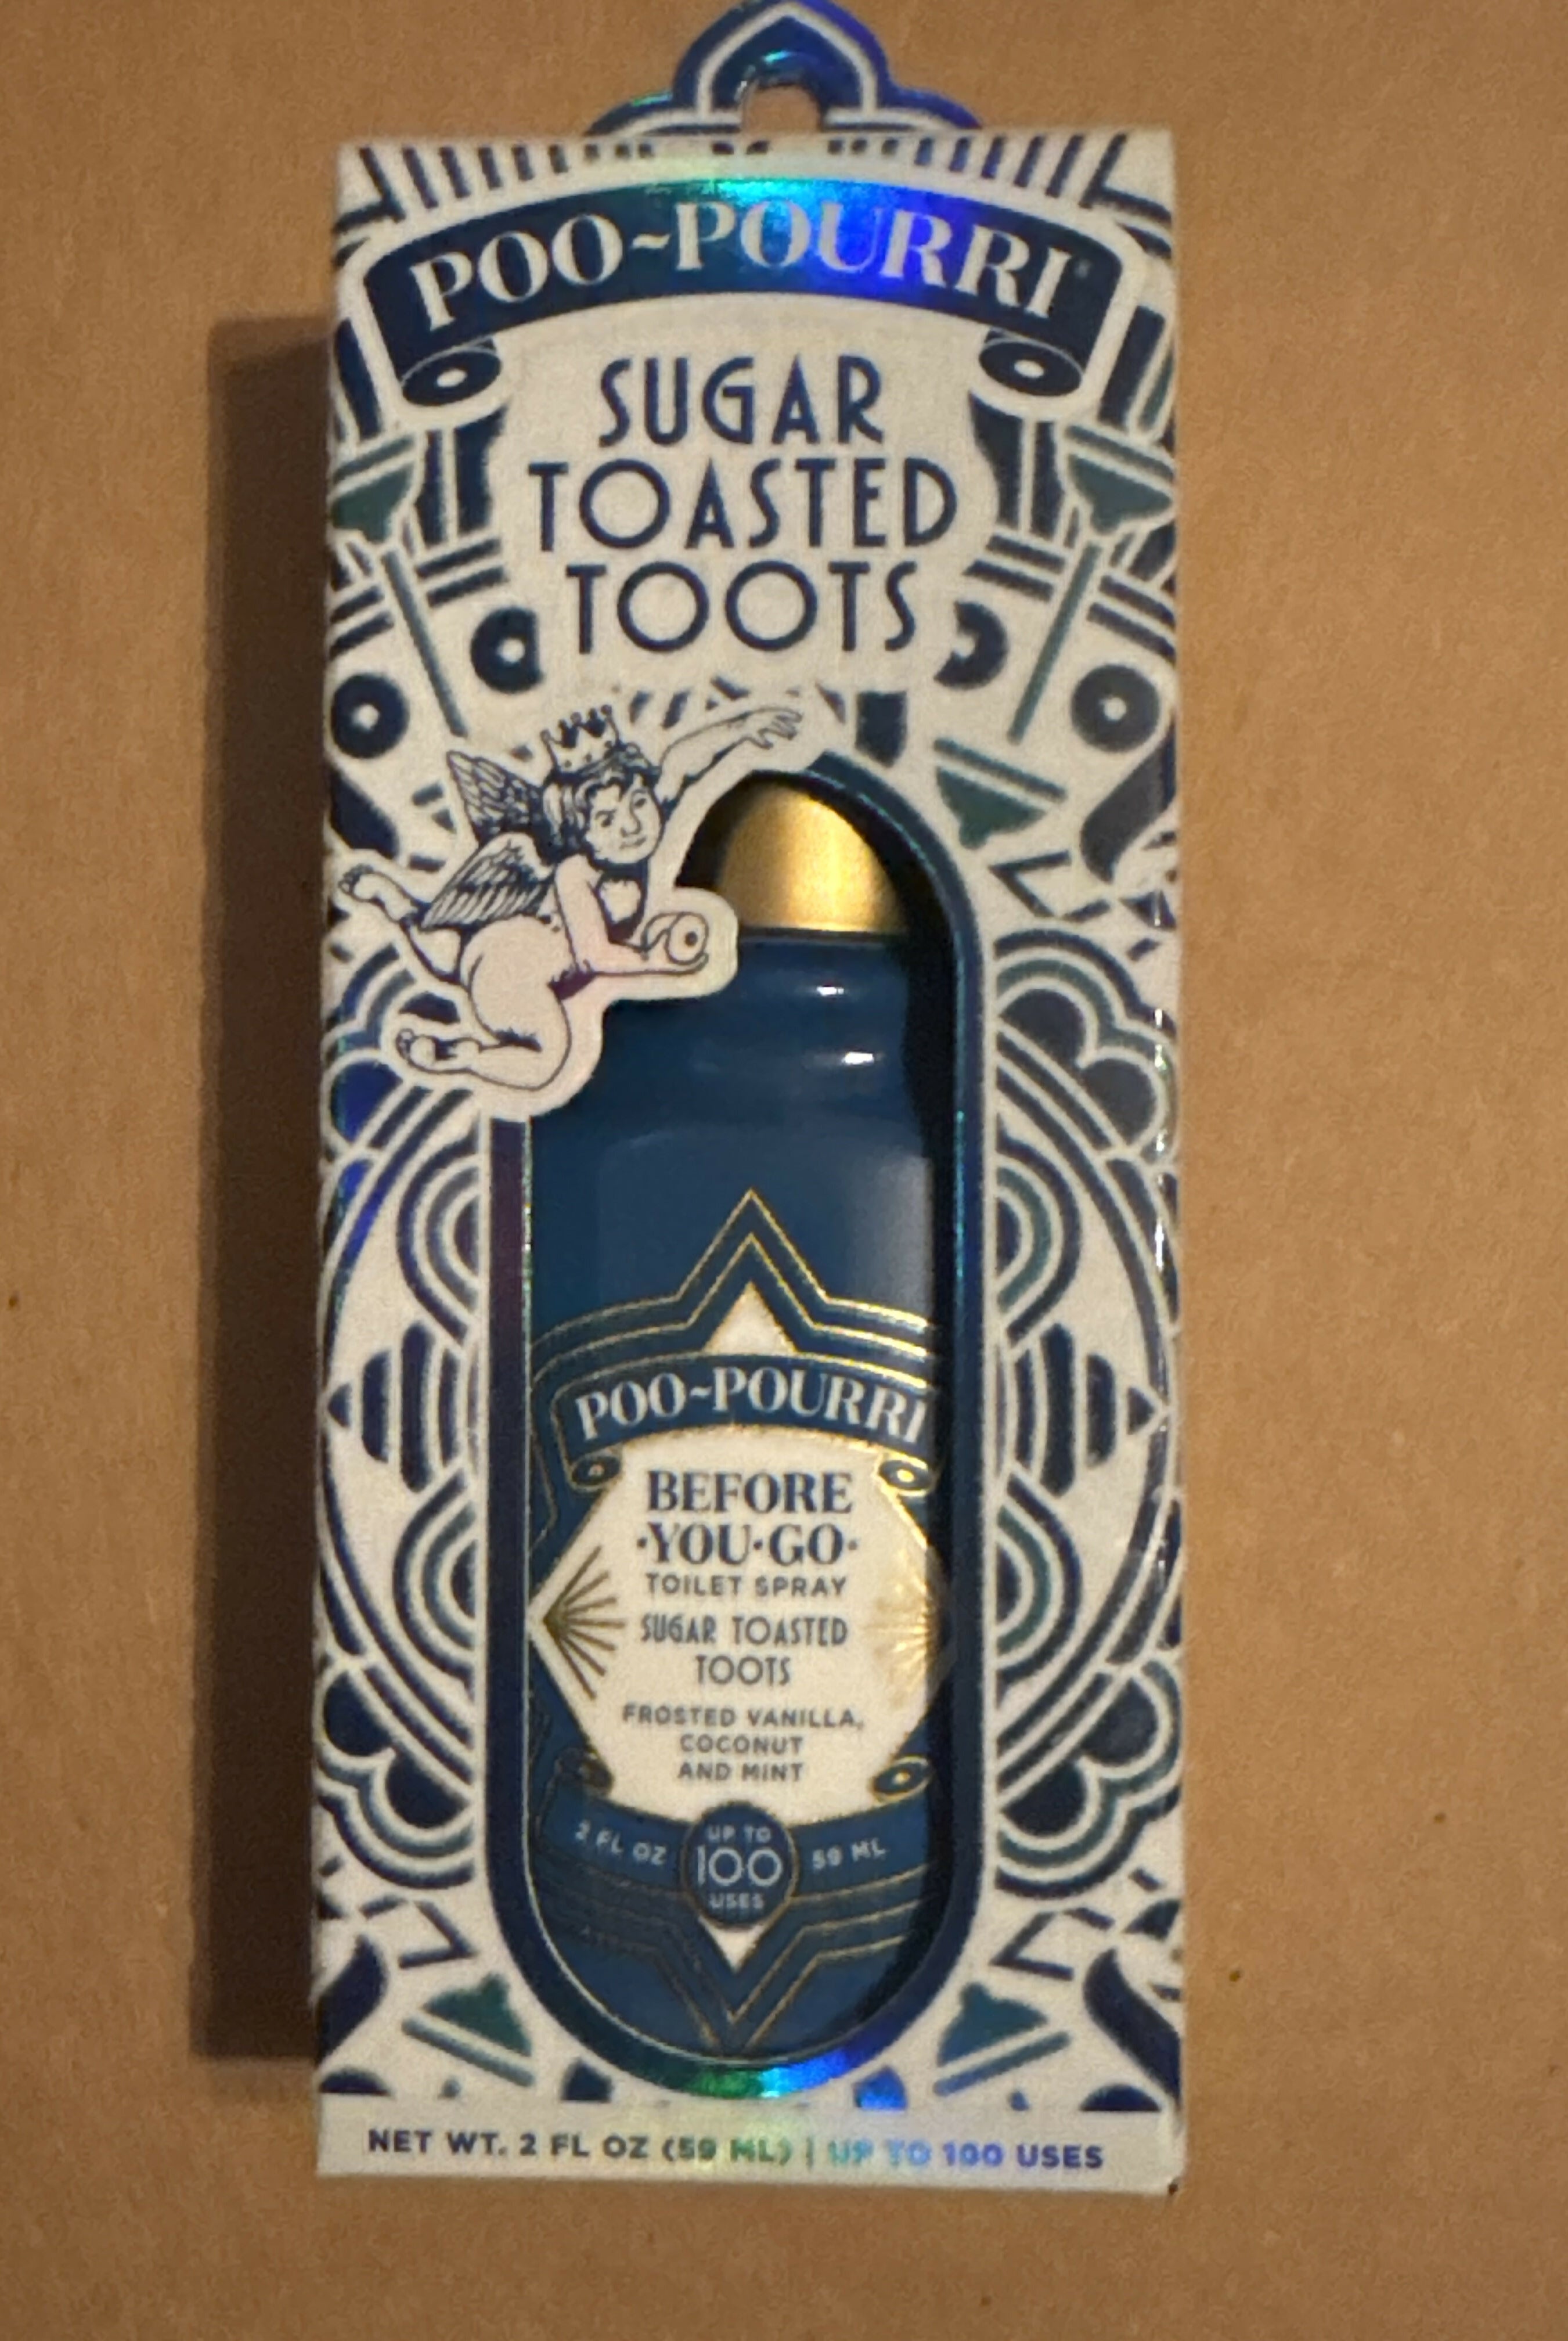 POO~POURRI
SUGAR
TOASTED
TOOTS
POO~POURRI
BEFORE
·YOU·GO·
TOILET SPRAY
SUGAR TOASTED
TOOTS
FROSTED VANILLA,
COCONUT
AND MINT
2 FL OZ
UP TO
100
USES
59 ML
NET WT. 2 FL OZ (59 ML) | UP TO 100 USES